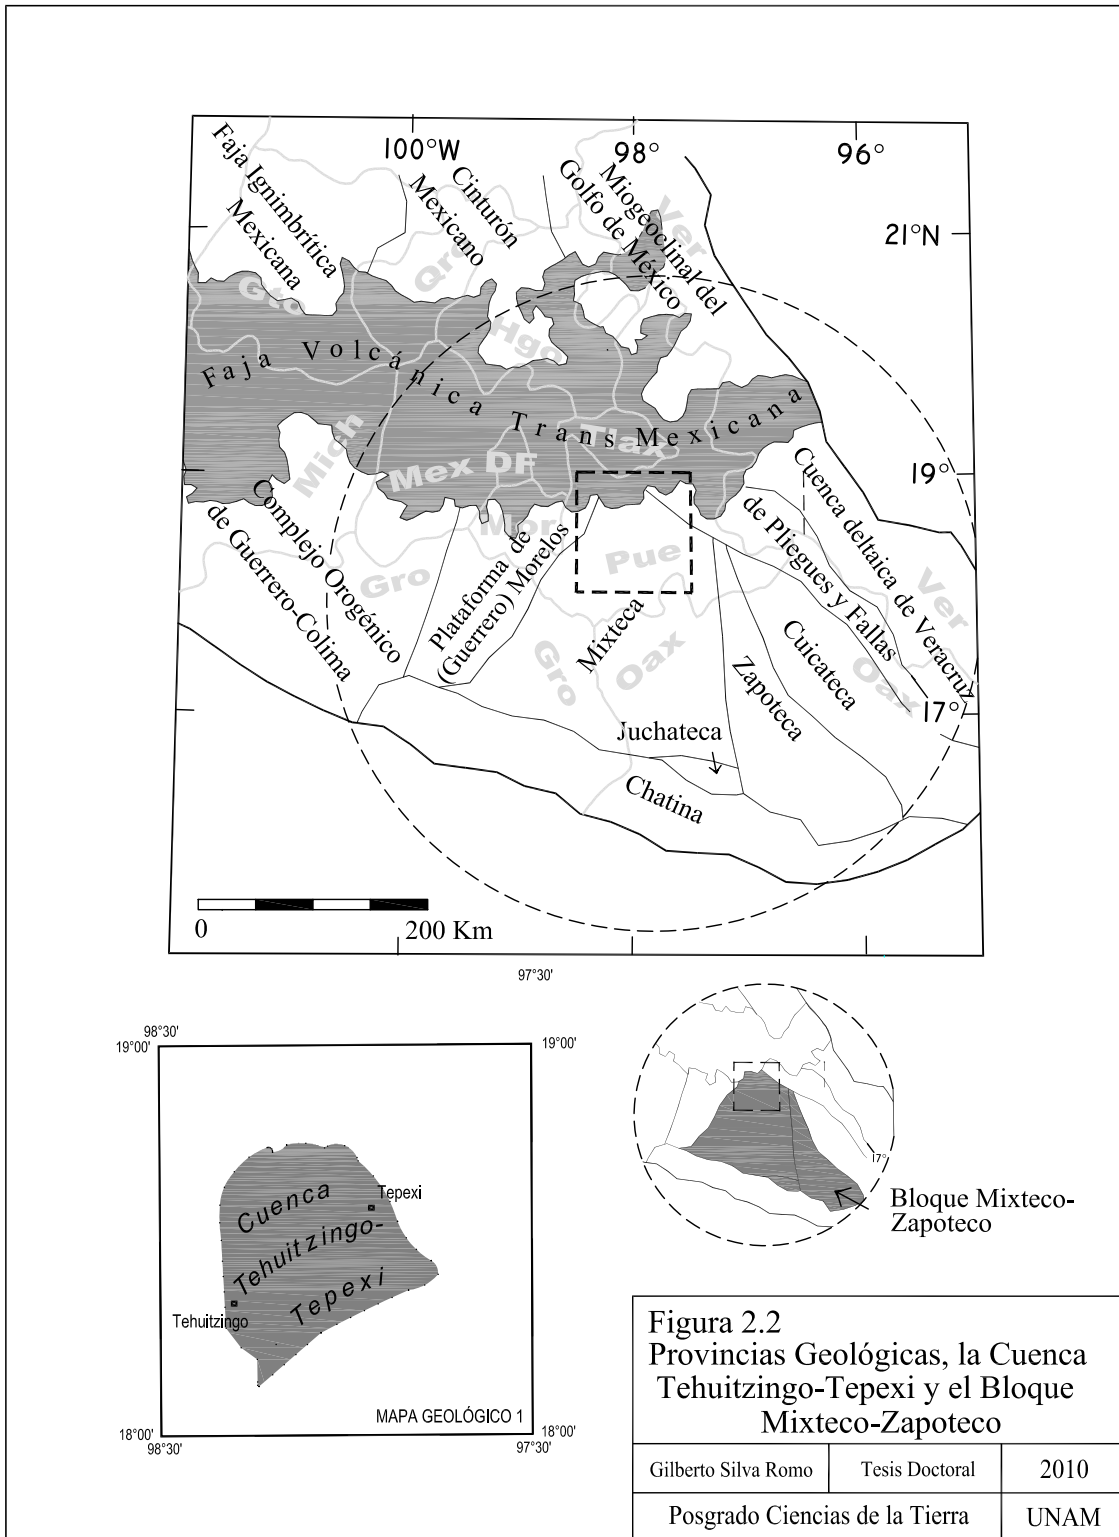 100°W
98°
96°
21°N
19°
17°
Faja Ignimbrítica
Mexicana
Cinturón
Mexicano
Miogeoclinal del
Golfo de México
Ver
Qro
Gto
Hgo
Faja Volcánica Trans Mexicana
Mich
Mex DF
Tlax
Mor
Pue
Gro
Complejo Orogénico
de Guerrero-Colima
Plataforma de
(Guerrero) Morelos
Mixteca
Gro
Oax
Cuenca deltaica de Veracruz
de Pliegues y Fallas
Ver
Cuicateca
Oax
Zapoteca
Juchateca
Chatina
0
200 Km
97°30'
98°30'
19°00'
19°00'
Cuenca
Tehuitzingo-
Tepexi
Tepexi
Tehuitzingo
MAPA GEOLÓGICO 1
18°00'
98°30'
18°00'
97°30'
17°
Bloque Mixteco-
Zapoteco
Figura 2.2
Provincias Geológicas, la Cuenca
Tehuitzingo-Tepexi y el Bloque
Mixteco-Zapoteco
Gilberto Silva Romo
Tesis Doctoral
2010
Posgrado Ciencias de la Tierra
UNAM